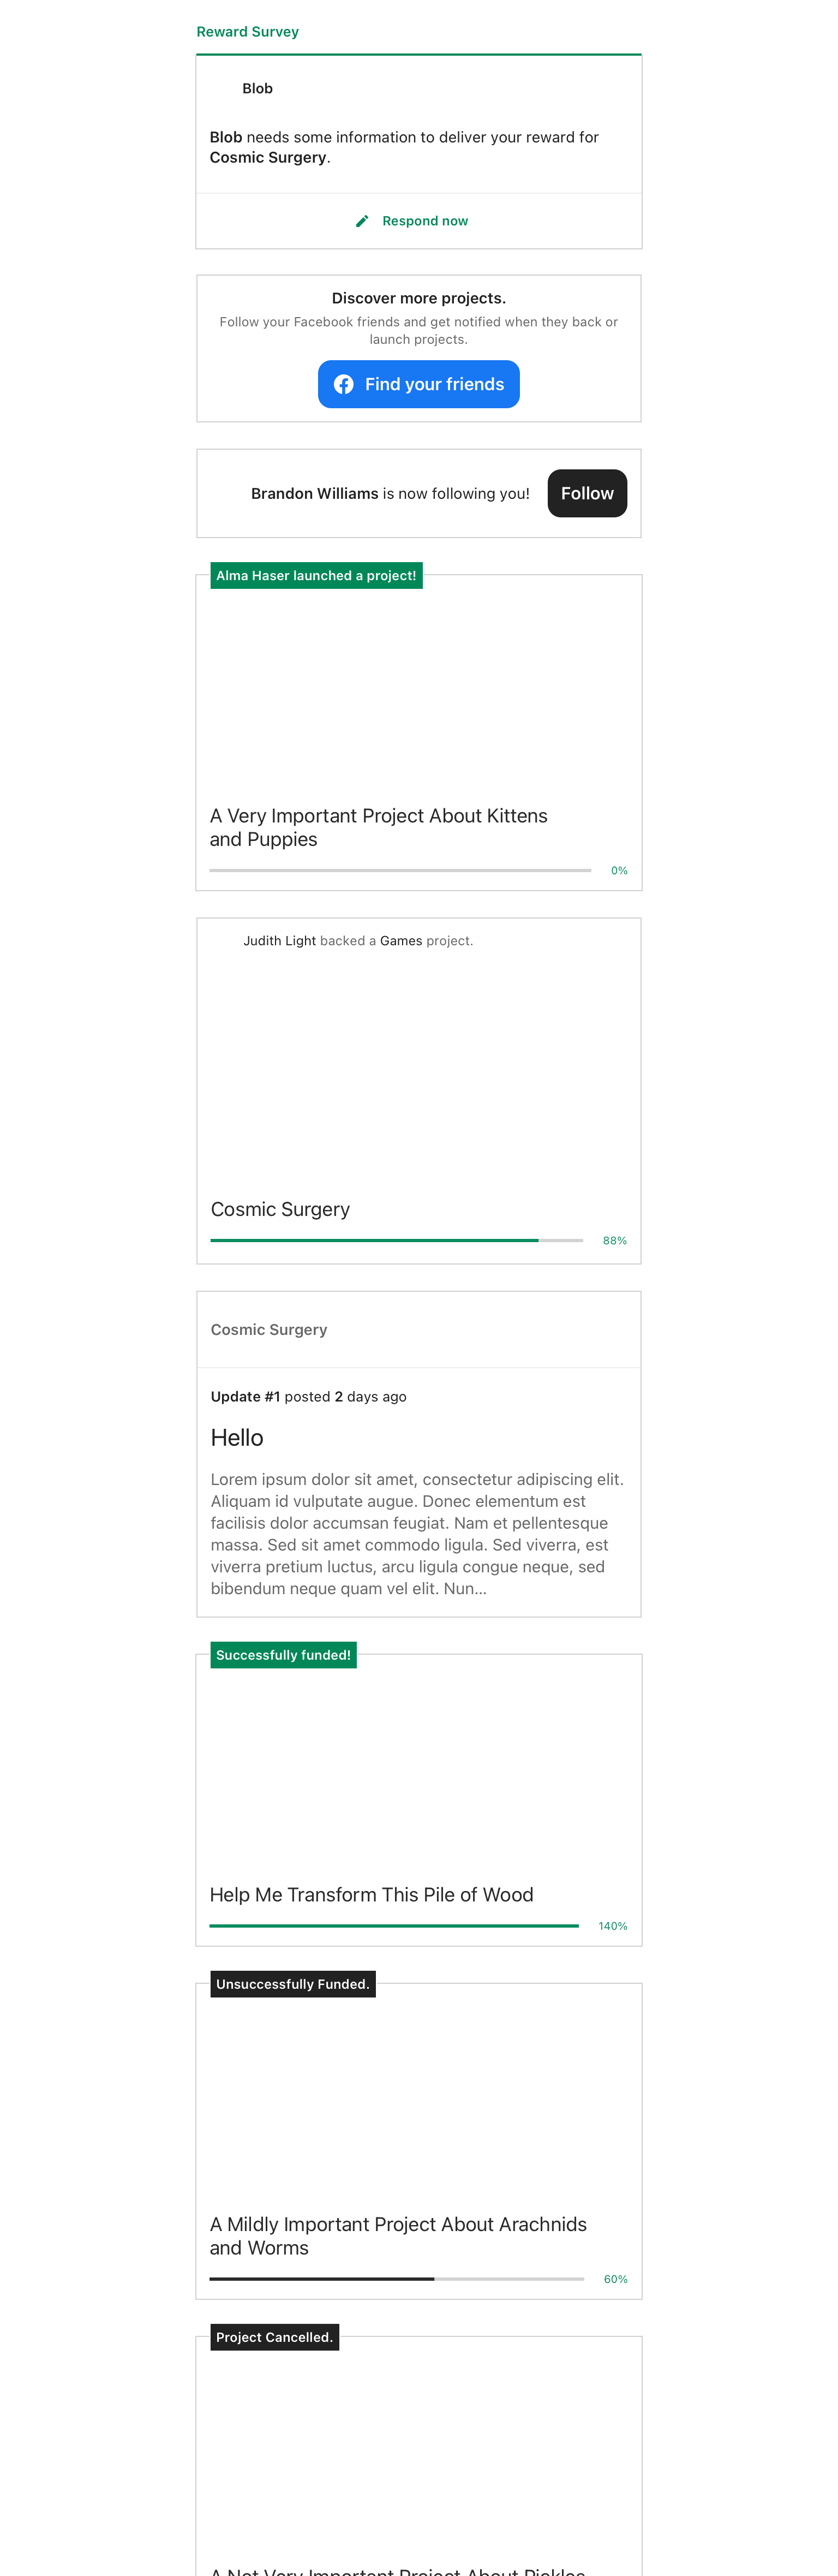 Reward Survey
Blob
Blob needs some information to deliver your reward for
Cosmic Surgery.
Respond now
Discover more projects.
Follow your Facebook friends and get notified when they back or
launch projects.
Find your friends
Brandon Williams is now following you!
Follow
Alma Haser launched a project!
A Very Important Project About Kittens
and Puppies
0%
Judith Light backed a Games project.
Cosmic Surgery
88%
Cosmic Surgery
Update #1 posted 2 days ago
Hello
Lorem ipsum dolor sit amet, consectetur adipiscing elit.
Aliquam id vulputate augue. Donec elementum est
facilisis dolor accumsan feugiat. Nam et pellentesque
massa. Sed sit amet commodo ligula. Sed viverra, est
viverra pretium luctus, arcu ligula congue neque, sed
bibendum neque quam vel elit. Nun...
Successfully funded!
Help Me Transform This Pile of Wood
140%
Unsuccessfully Funded.
A Mildly Important Project About Arachnids
and Worms
60%
Project Cancelled.
A Not Very Important Project About Pickles